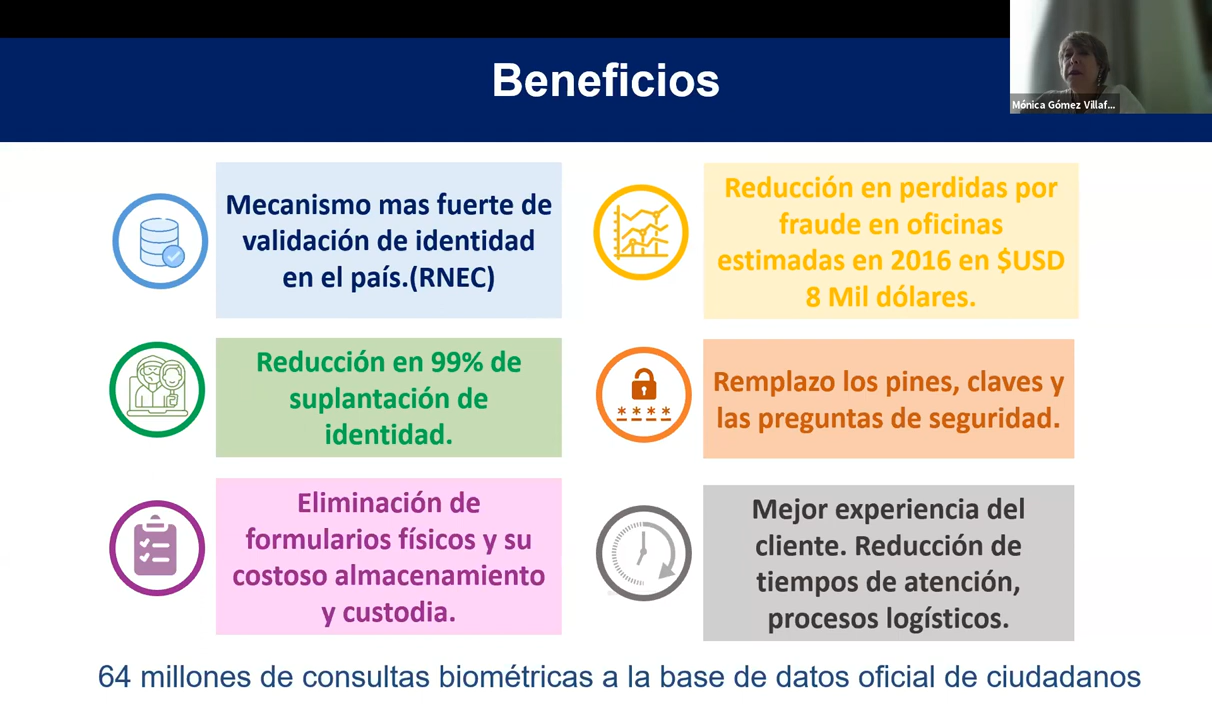 Beneficios
Mónica Gómez Villaf...
Mecanismo mas fuerte de
validación de identidad
en el país.(RNEC)
Reducción en perdidas por
fraude en oficinas
estimadas en 2016 en $USD
8 Mil dólares.
Reducción en 99% de
suplantación de
identidad.
Remplazo los pines, claves y
las preguntas de seguridad.
Eliminación de
formularios físicos y su
costoso almacenamiento
y custodia.
Mejor experiencia del
cliente. Reducción de
tiempos de atención,
procesos logísticos.
64 millones de consultas biométricas a la base de datos oficial de ciudadanos